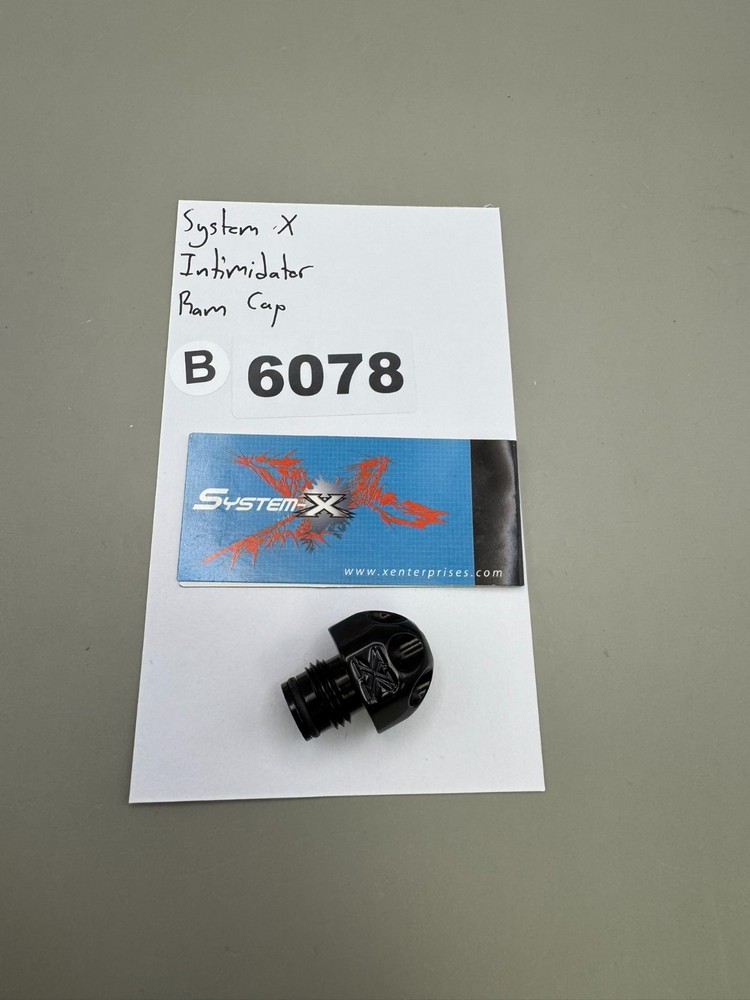 System X
Intimidator
Ram Cap
B 6078
SYSTEM-X
www.xenterprises.com
X